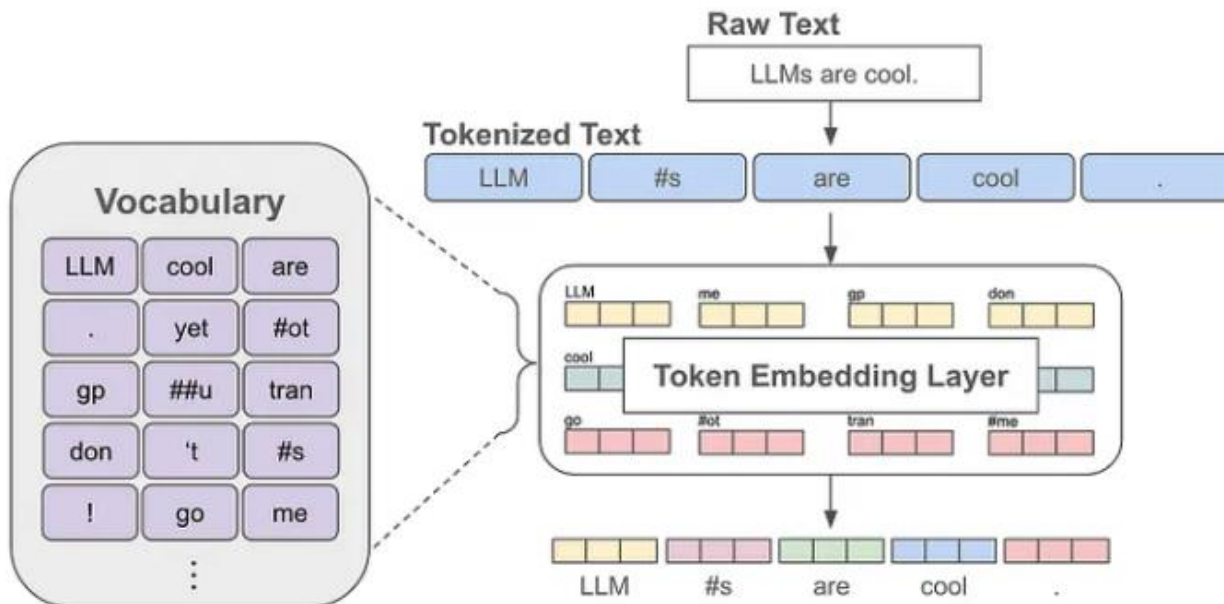 Raw Text
LLMs are cool.
Tokenized Text
LLM #s are cool .
Vocabulary
LLM cool are
. yet #ot
gp ##u tran
don 't #s
! go me
⋮
LLM me gp don
cool
Token Embedding Layer
go #ot tran #me
LLM #s are cool .